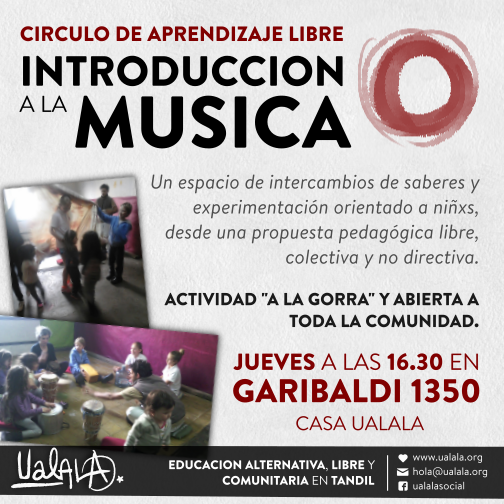 CIRCULO DE APRENDIZAJE LIBRE
INTRODUCCION
A LA MUSICA
Un espacio de intercambios de saberes y
experimentación orientado a niñxs,
desde una propuesta pedagógica libre,
colectiva y no directiva.
ACTIVIDAD "A LA GORRA" Y ABIERTA A
TODA LA COMUNIDAD.
JUEVES A LAS 16.30 EN
GARIBALDI 1350
CASA UALALA
UALALA
EDUCACION ALTERNATIVA, LIBRE Y
COMUNITARIA EN TANDIL
www.ualala.org
hola@ualala.org
ualalasocial